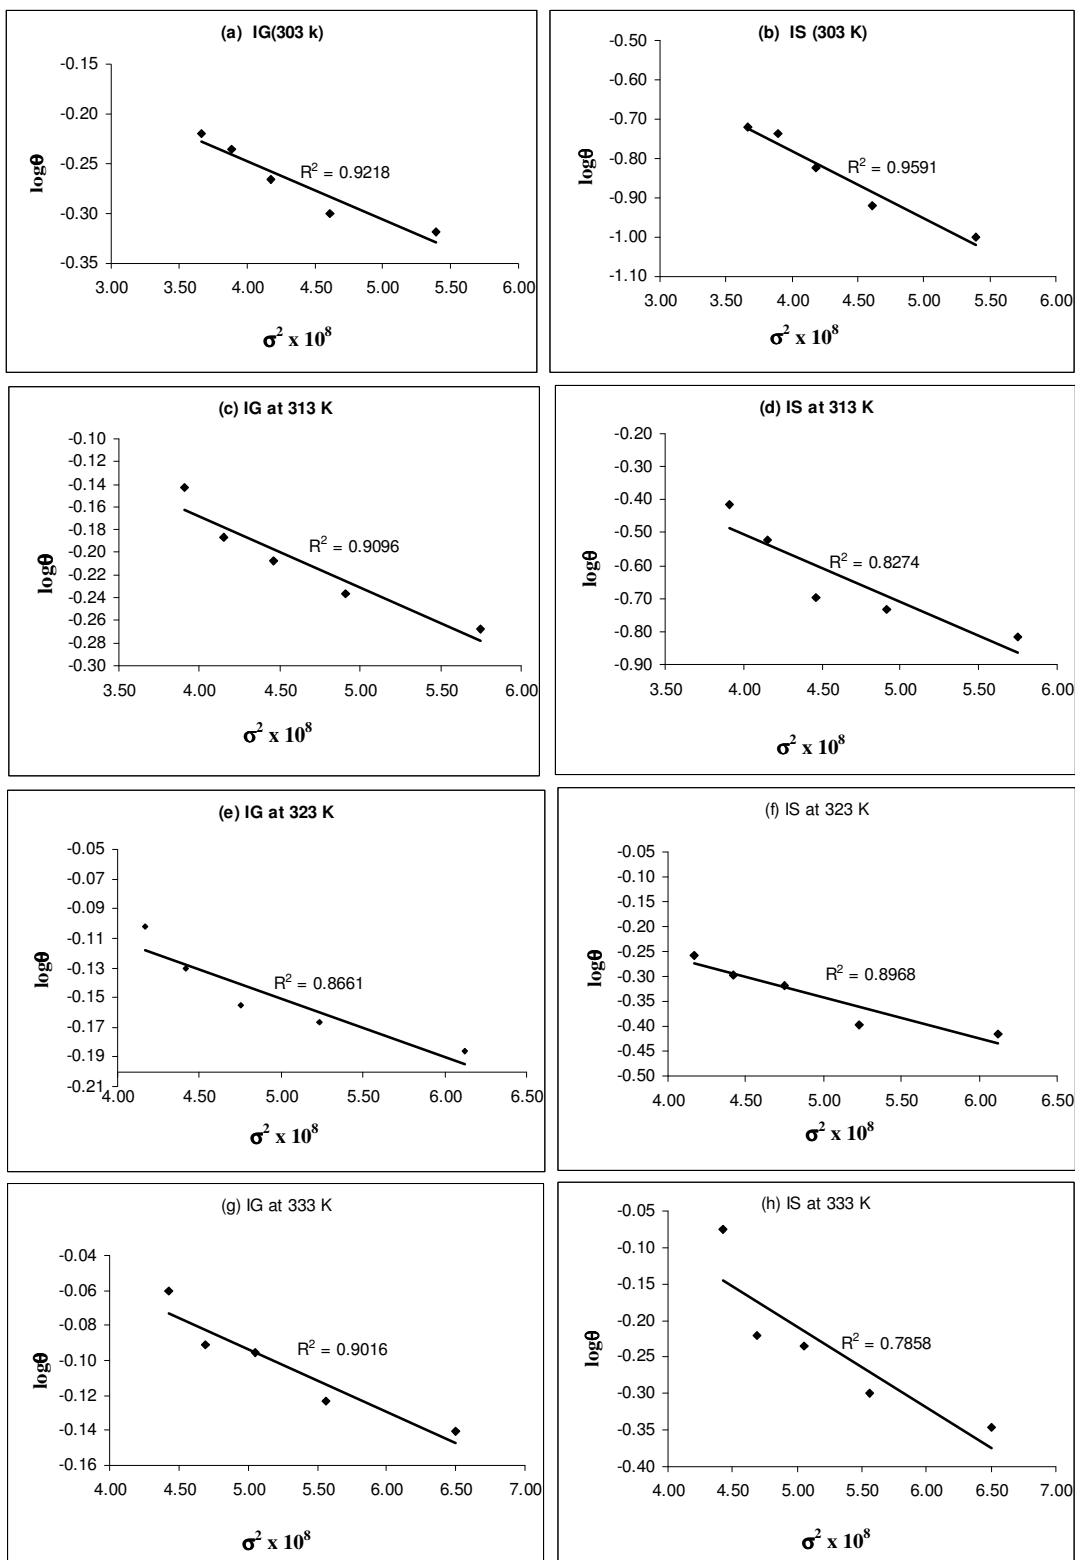 (a) IG(303 k)
-0.15
-0.20
-0.25
-0.30
-0.35
logθ
R² = 0.9218
3.00 3.50 4.00 4.50 5.00 5.50 6.00
σ² x 10⁸
(b) IS (303 K)
-0.50
-0.60
-0.70
-0.80
-0.90
-1.00
-1.10
logθ
R² = 0.9591
3.00 3.50 4.00 4.50 5.00 5.50 6.00
σ² x 10⁸
(c) IG at 313 K
-0.10
-0.12
-0.14
-0.16
-0.18
-0.20
-0.22
-0.24
-0.26
-0.28
-0.30
logθ
R² = 0.9096
3.50 4.00 4.50 5.00 5.50 6.00
σ² x 10⁸
(d) IS at 313 K
-0.20
-0.30
-0.40
-0.50
-0.60
-0.70
-0.80
-0.90
logθ
R² = 0.8274
3.50 4.00 4.50 5.00 5.50 6.00
σ² x 10⁸
(e) IG at 323 K
-0.05
-0.07
-0.09
-0.11
-0.13
-0.15
-0.17
-0.19
-0.21
logθ
R² = 0.8661
4.00 4.50 5.00 5.50 6.00 6.50
σ² x 10⁸
(f) IS at 323 K
-0.05
-0.10
-0.15
-0.20
-0.25
-0.30
-0.35
-0.40
-0.45
-0.50
logθ
R² = 0.8968
4.00 4.50 5.00 5.50 6.00 6.50
σ² x 10⁸
(g) IG at 333 K
-0.04
-0.06
-0.08
-0.10
-0.12
-0.14
-0.16
logθ
R² = 0.9016
4.00 4.50 5.00 5.50 6.00 6.50 7.00
σ² x 10⁸
(h) IS at 333 K
-0.05
-0.10
-0.15
-0.20
-0.25
-0.30
-0.35
-0.40
logθ
R² = 0.7858
4.00 4.50 5.00 5.50 6.00 6.50 7.00
σ² x 10⁸